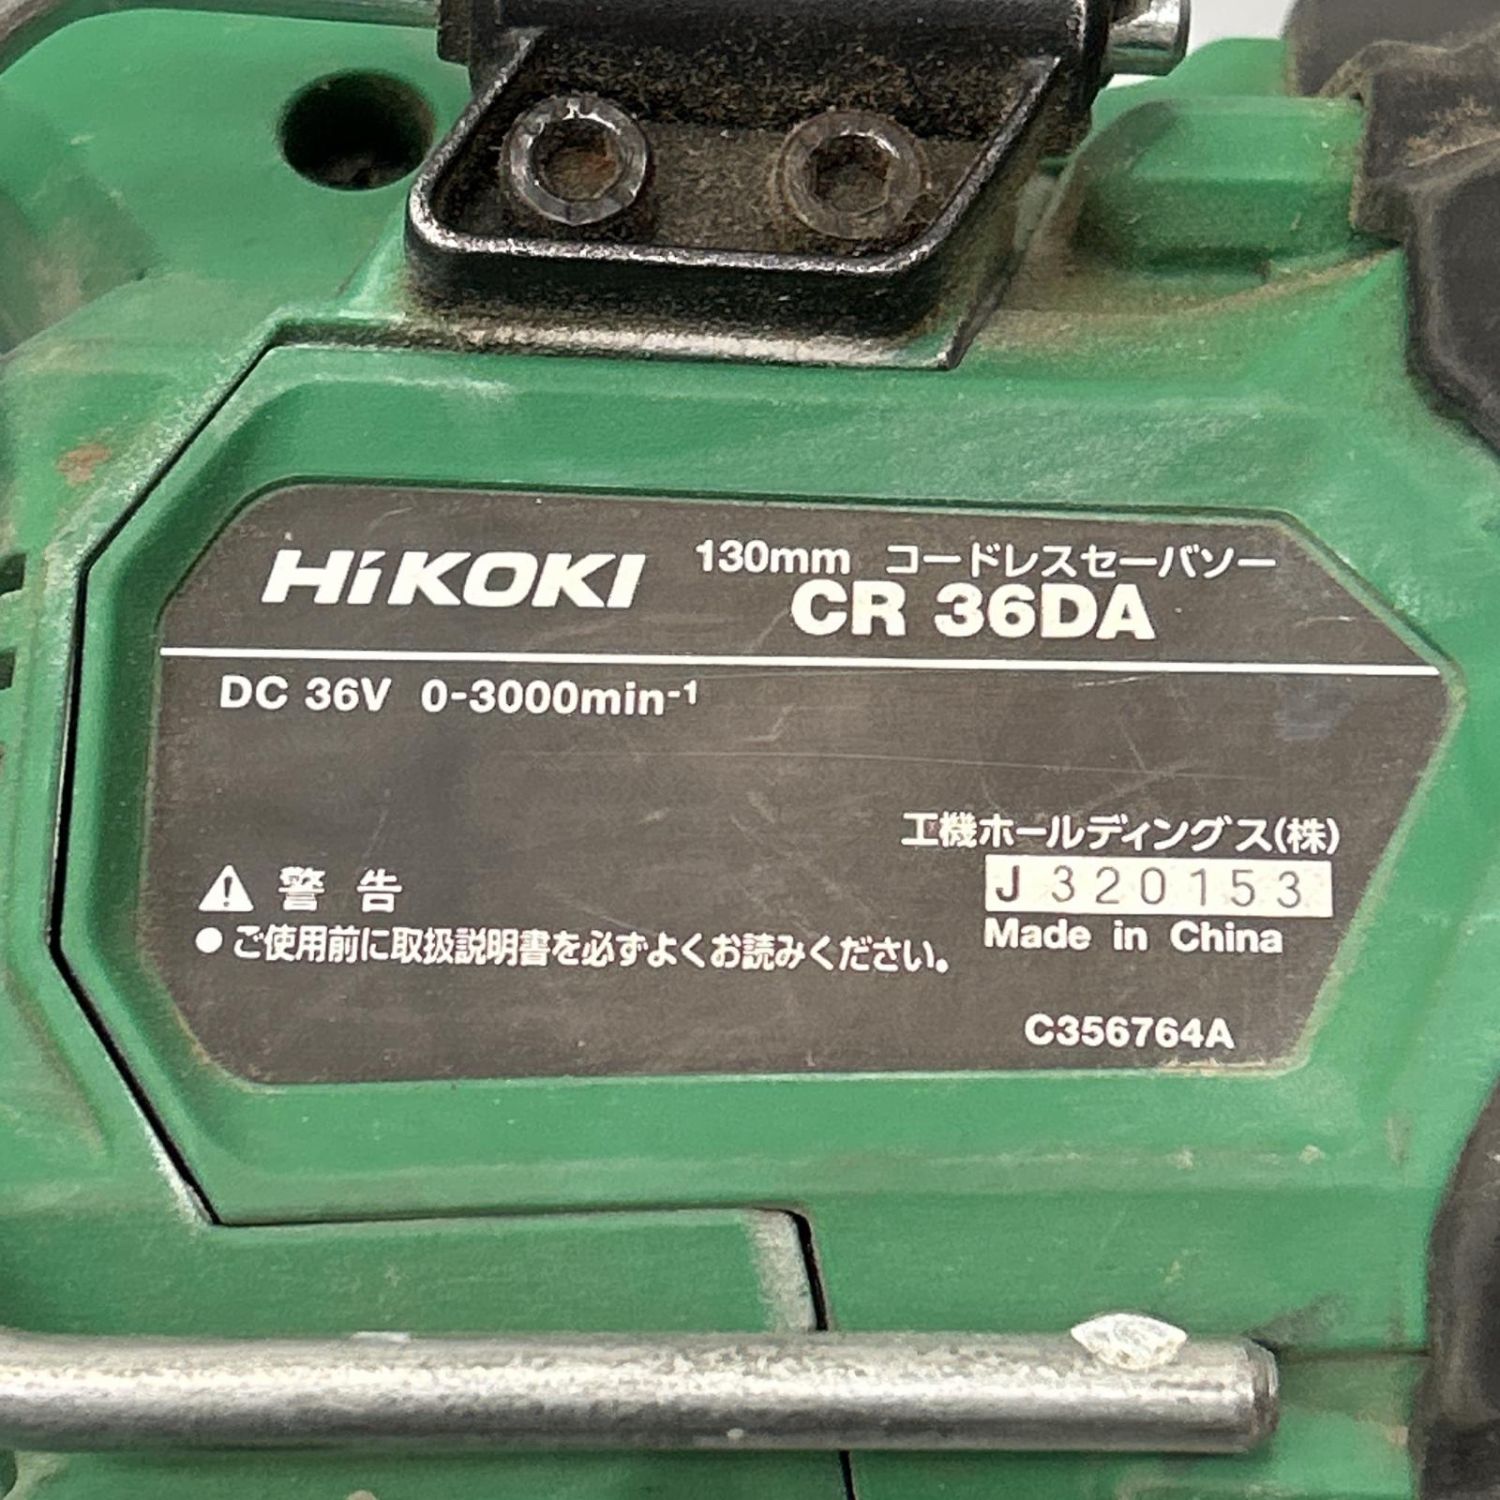 HiKOKI
130mm コードレスセーバソー
CR 36DA
DC 36V 0-3000min-1
工機ホールディングス(株)
J 320153
Made in China
⚠ 警告
● ご使用前に取扱説明書を必ずよくお読みください。
C356764A